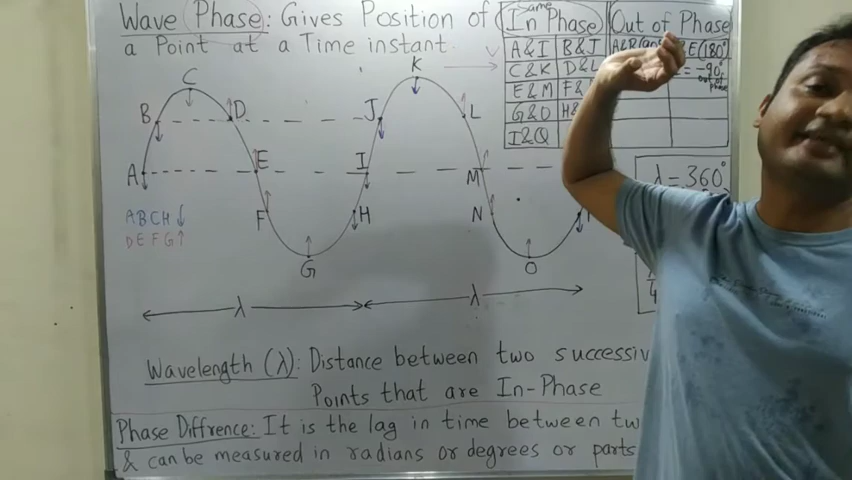 Wave Phase: Gives Position of
a Point at a Time instant
V
Same
In Phase
Out of Phase
A & I
B & J
C & K
D & L
E & M
F &
G & O
H &
I & Q
E (180°
-90°
out of
phase
λ = 360°
A
B
C
D
E
F
G
H
I
J
K
L
M
N
O
A B C H ↓
D E F G ↑
λ
λ
λ
4
Wavelength (λ): Distance between two successiv
Points that are In-Phase
Phase Diffrence: It is the lag in time between tw
& can be measured in radians or degrees or parts